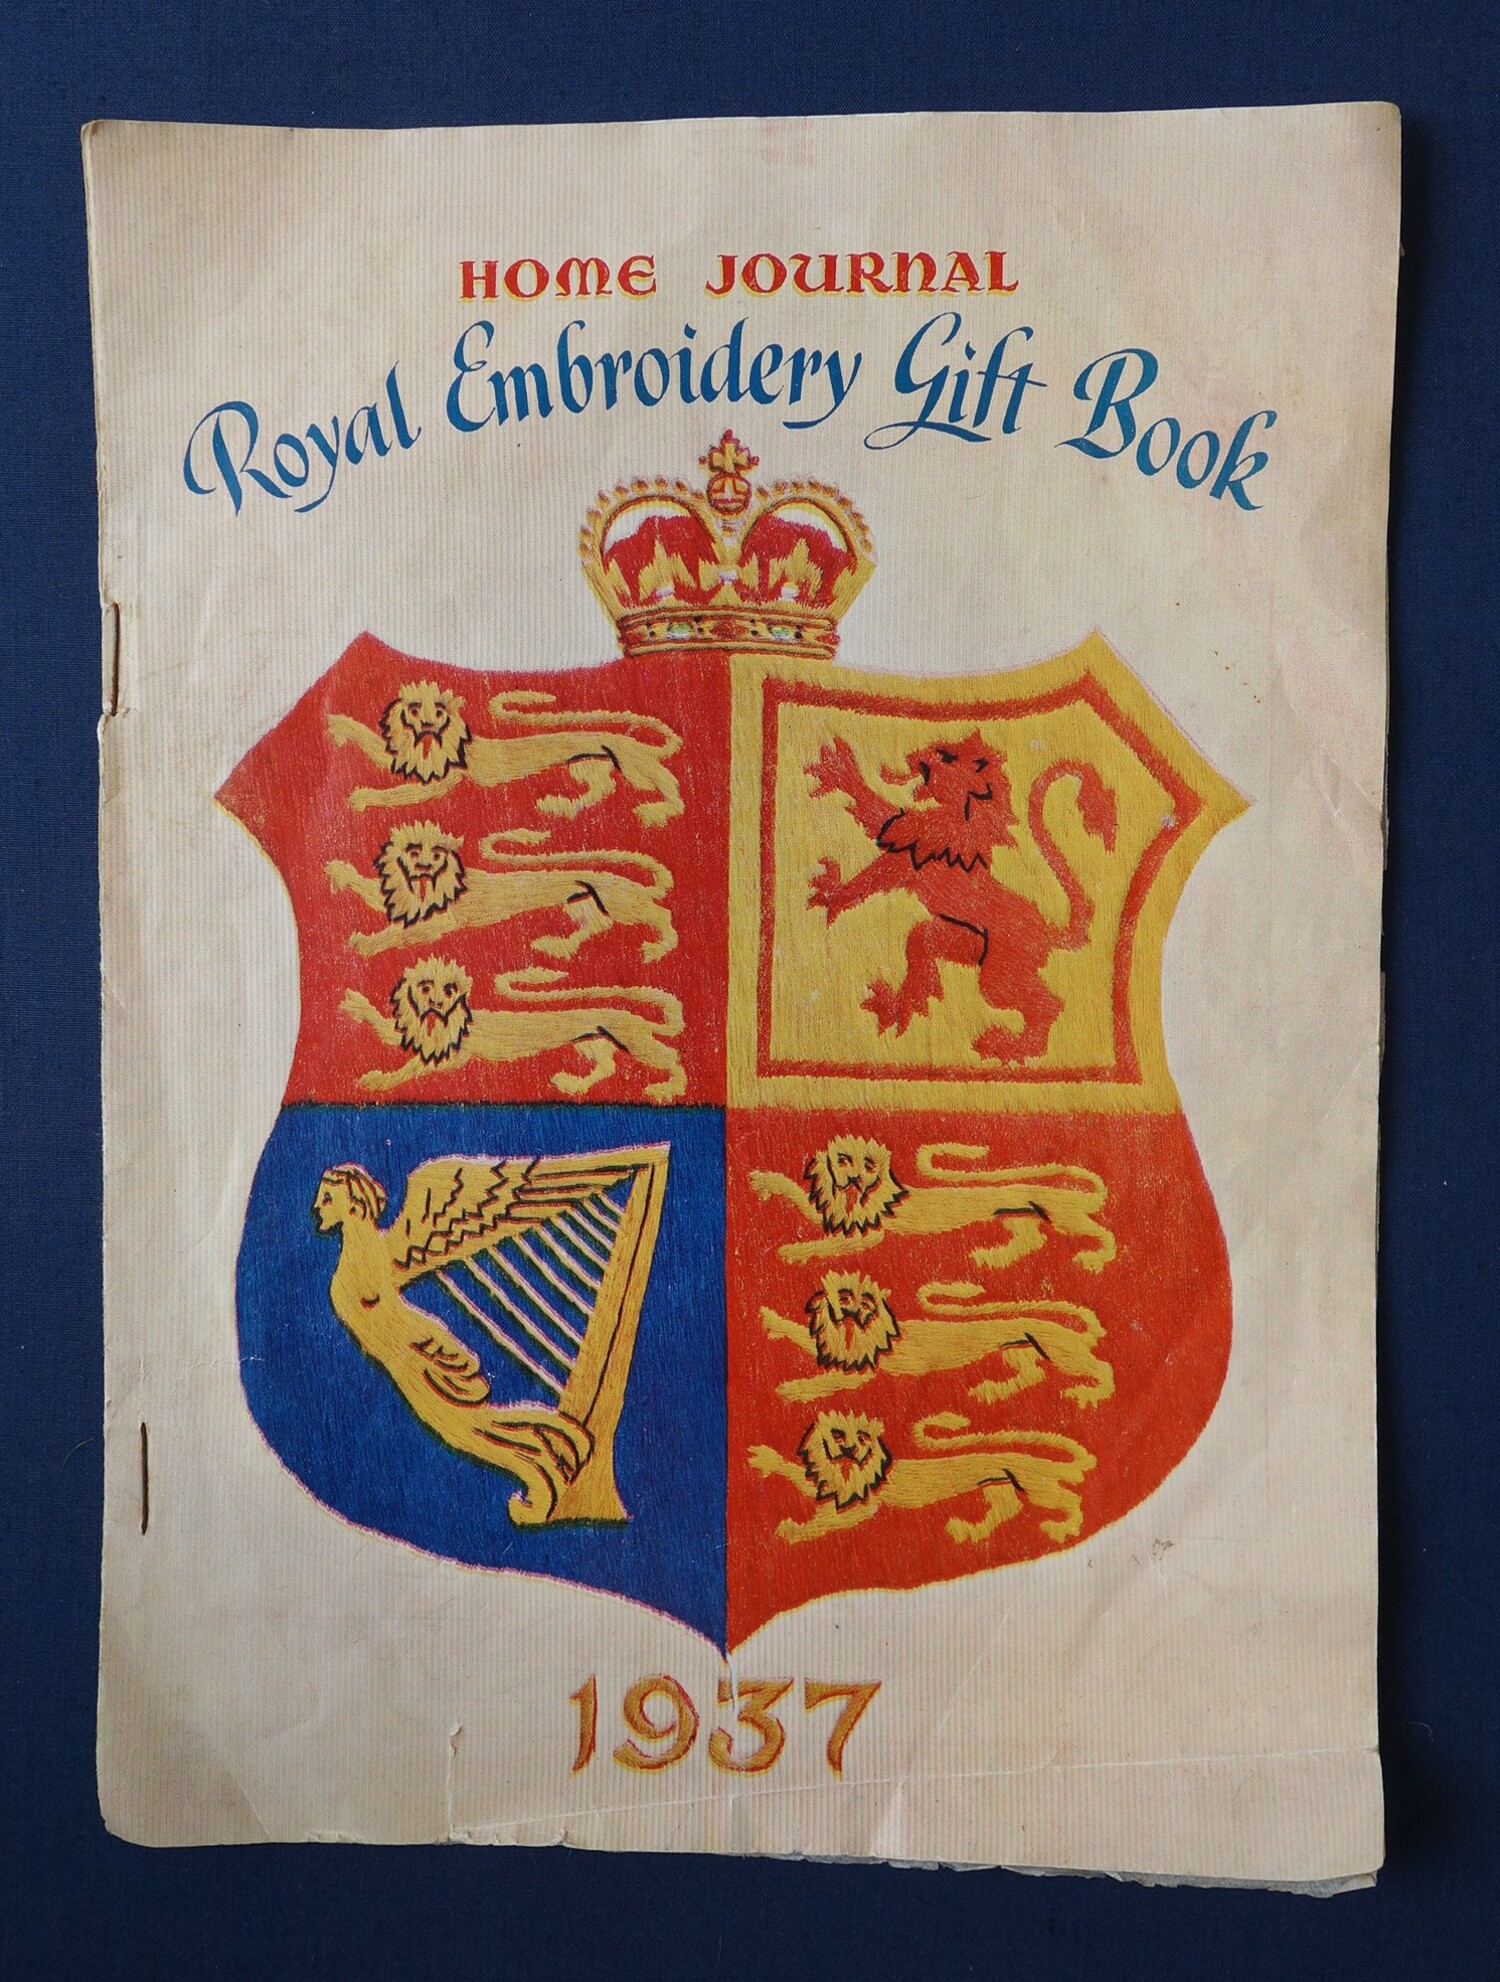 HOME JOURNAL
Royal Embroidery Gift Book
1937